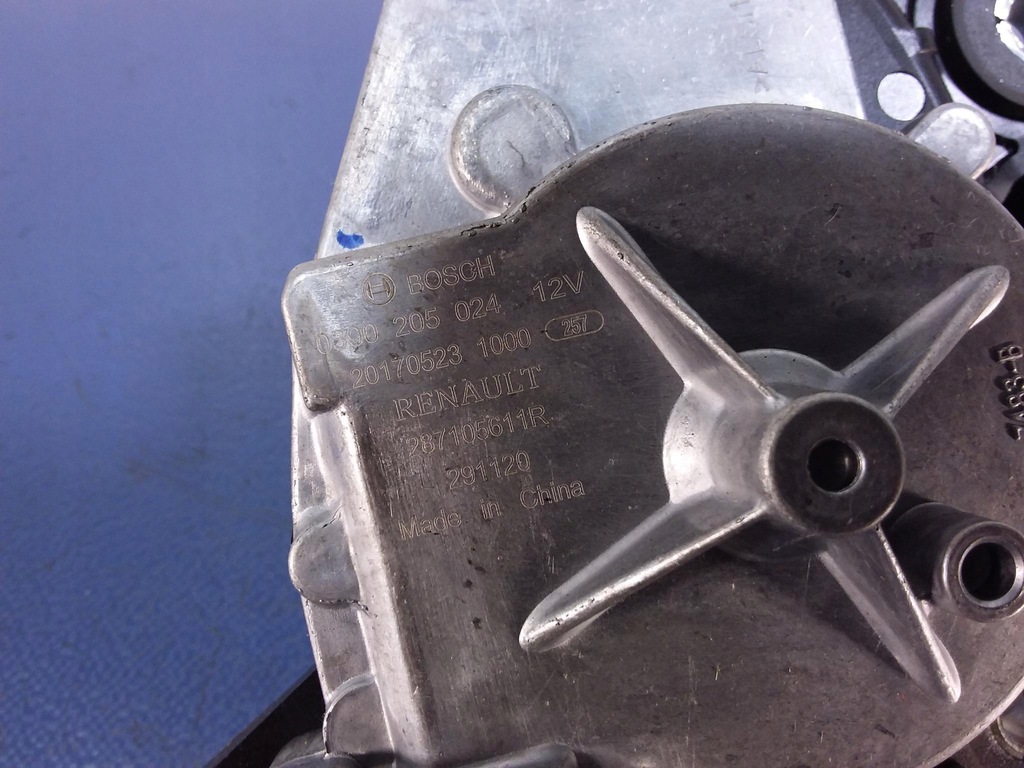 BOSCH
205 024 12V
20170523 1000 257
RENAULT
287105611R
291120
Made in China